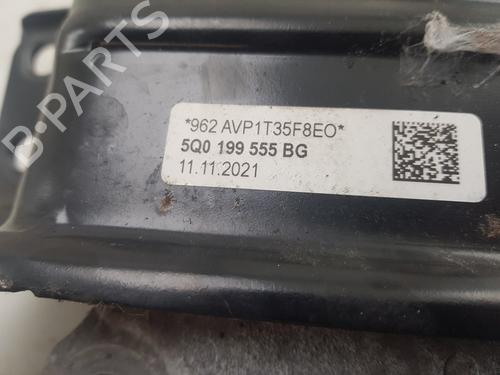 *962 AVP1T35F8EO*
5Q0 199 555 BG
11.11.2021
B-PARTS